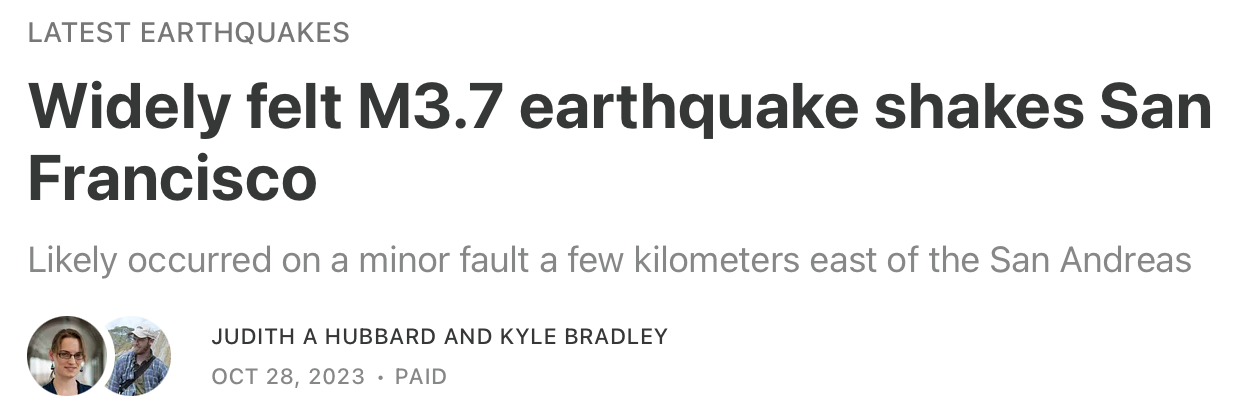 LATEST EARTHQUAKES
Widely felt M3.7 earthquake shakes San
Francisco
Likely occurred on a minor fault a few kilometers east of the San Andreas
JUDITH A HUBBARD AND KYLE BRADLEY
OCT 28, 2023 • PAID